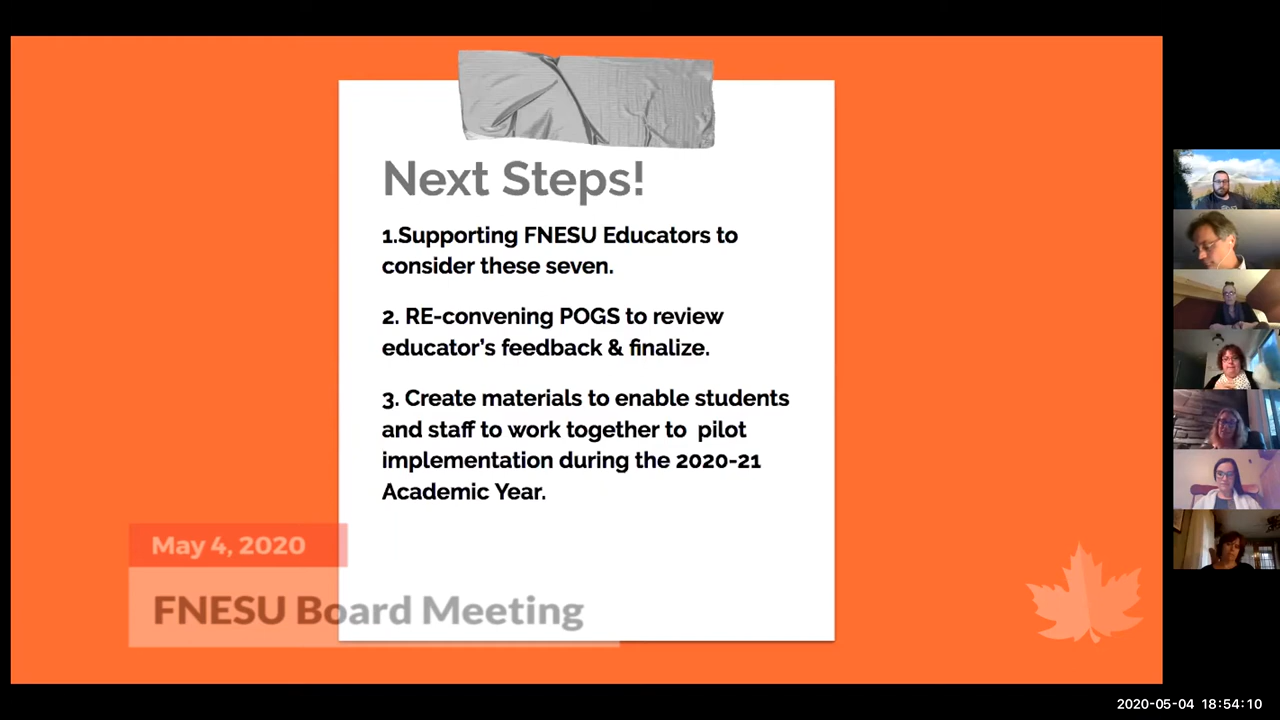 Next Steps!
1.Supporting FNESU Educators to
consider these seven.
2. RE-convening POGS to review
educator's feedback & finalize.
3. Create materials to enable students
and staff to work together to  pilot
implementation during the 2020-21
Academic Year.
May 4, 2020
FNESU Board Meeting
2020-05-04 18:54:10